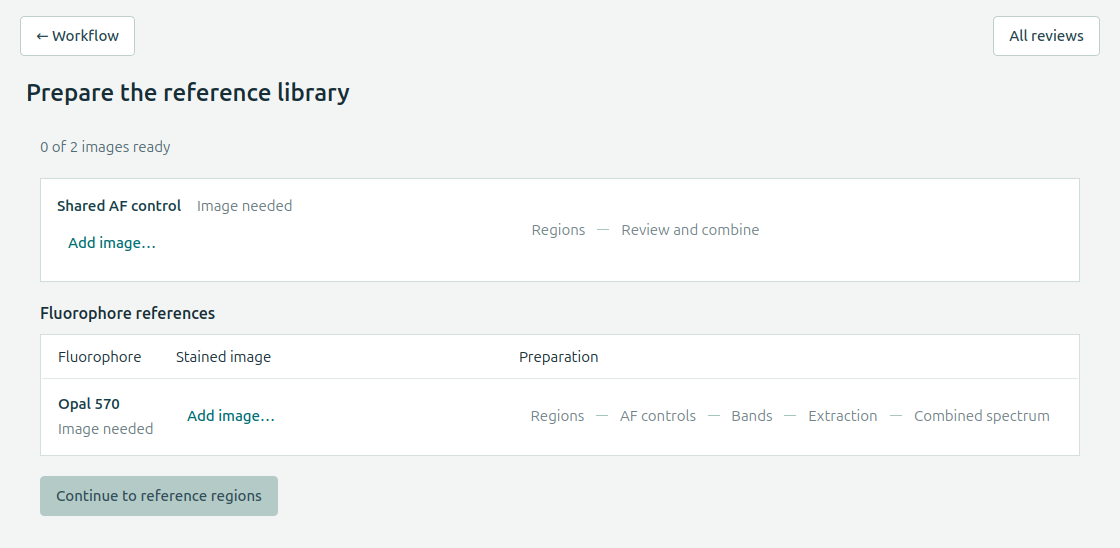 ← Workflow
All reviews
Prepare the reference library
0 of 2 images ready
Shared AF control Image needed
Add image…
Regions — Review and combine
Fluorophore references
Fluorophore Stained image Preparation
Opal 570
Image needed
Add image…
Regions — AF controls — Bands — Extraction — Combined spectrum
Continue to reference regions